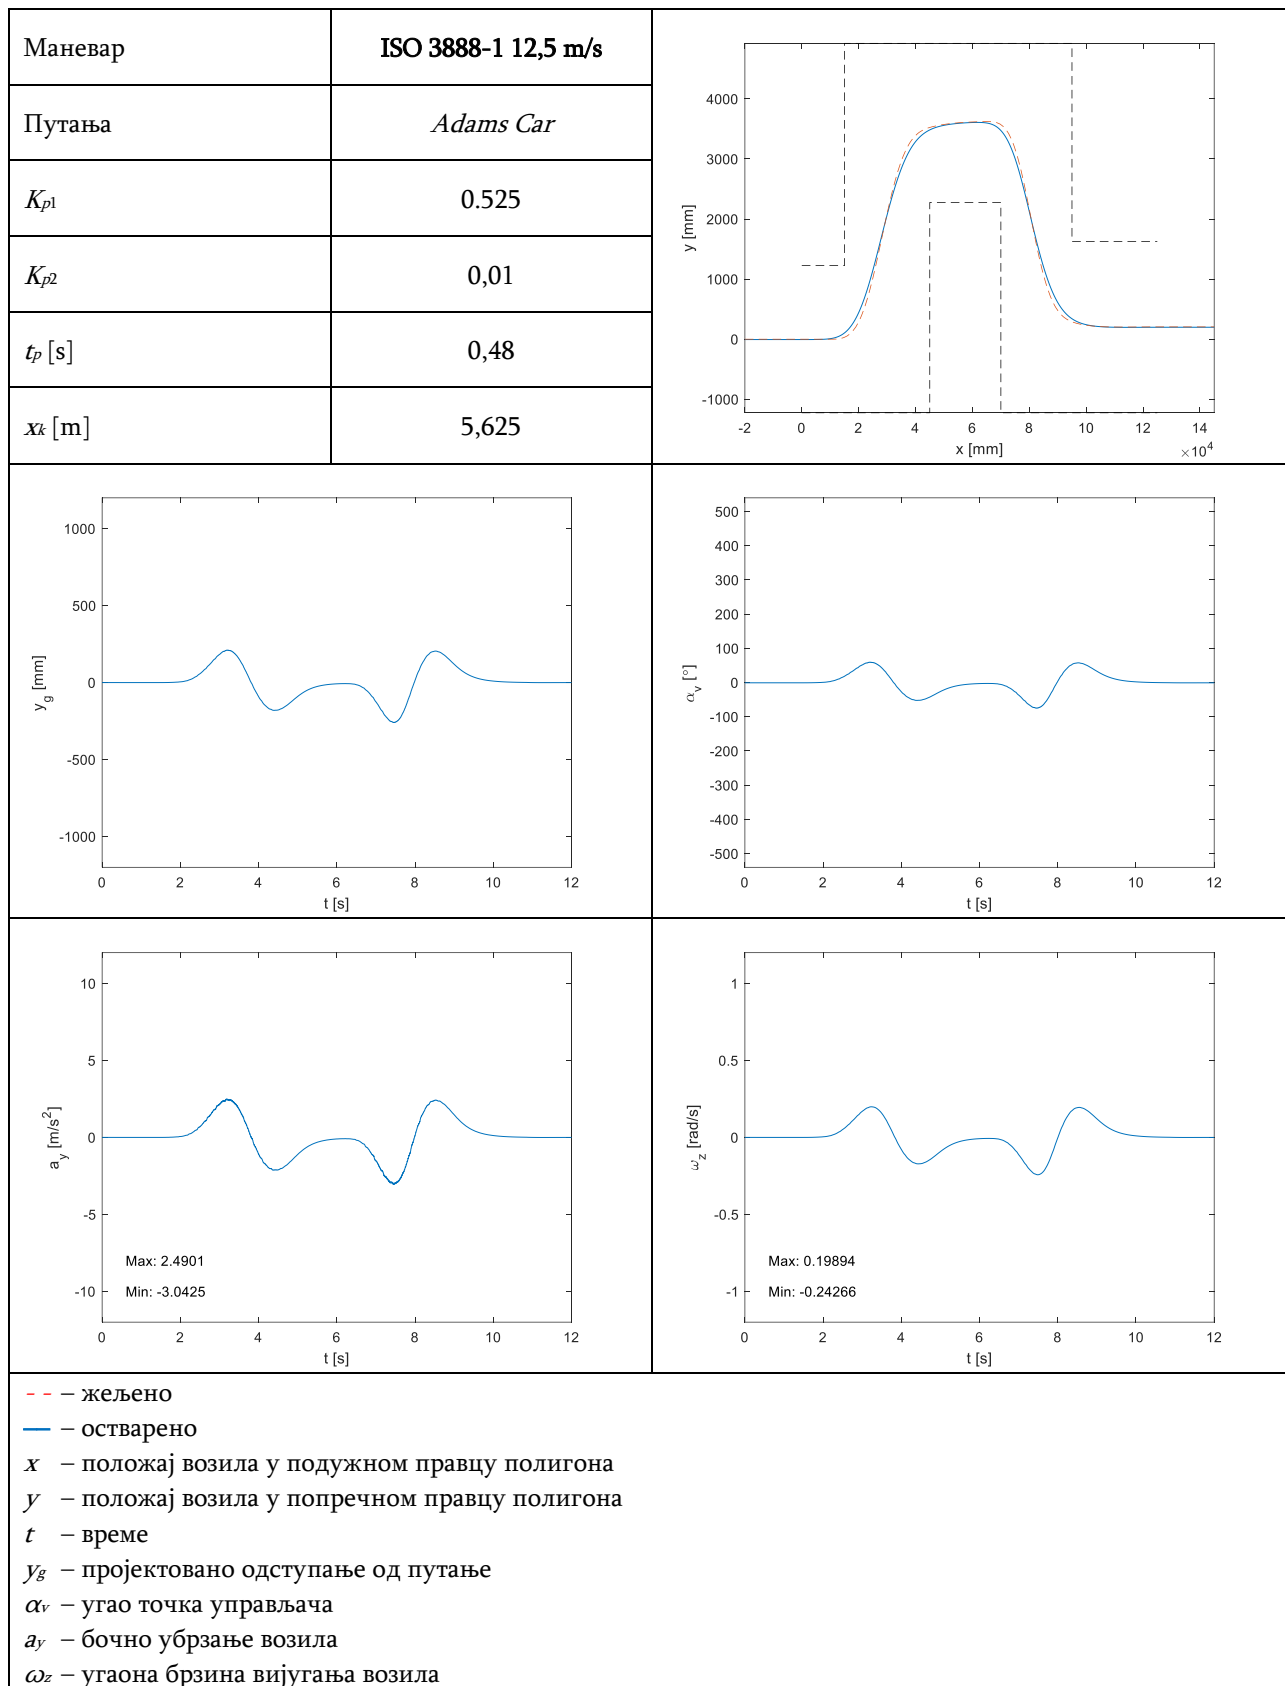 Маневар
ISO 3888-1 12,5 m/s
Путања
Adams Car
Kp1
0.525
Kp2
0,01
tp [s]
0,48
xk [m]
5,625
4000
3000
2000
1000
0
-1000
y [mm]
-2 0 2 4 6 8 10 12 14
x [mm]
×10⁴
1000
500
0
-500
-1000
y_g [mm]
0 2 4 6 8 10 12
t [s]
500
400
300
200
100
0
-100
-200
-300
-400
-500
α_v [°]
0 2 4 6 8 10 12
t [s]
10
5
0
-5
-10
a_y [m/s²]
Max: 2.4901
Min: -3.0425
0 2 4 6 8 10 12
t [s]
1
0.5
0
-0.5
-1
ω_z [rad/s]
Max: 0.19894
Min: -0.24266
0 2 4 6 8 10 12
t [s]
– жељено
– остварено
x – положај возила у подужном правцу полигона
y – положај возила у попречном правцу полигона
t – време
yg – пројектовано одступање од путање
αv – угао точка управљача
ay – бочно убрзање возила
ωz – угаона брзина вијугања возила